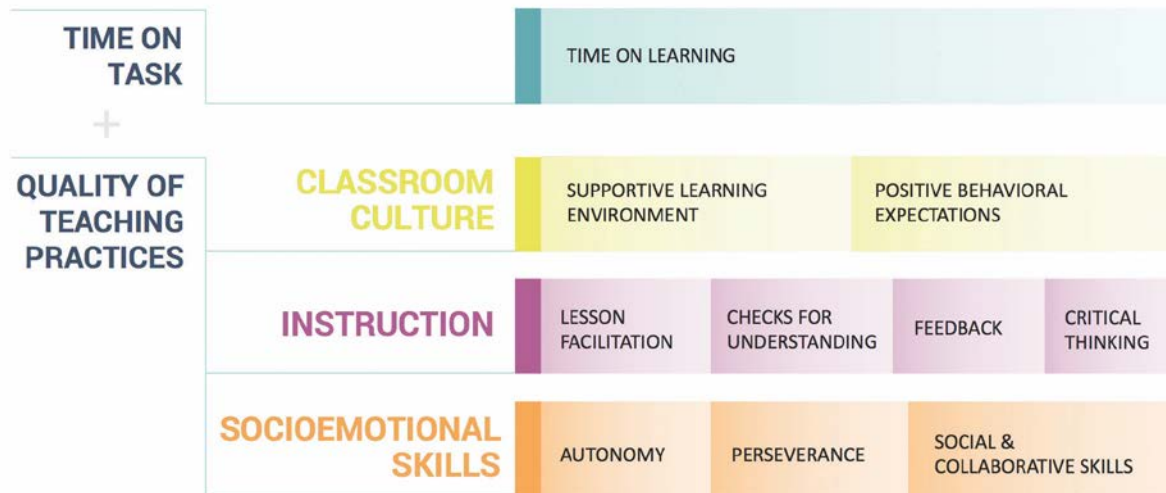 TIME ON
TASK
TIME ON LEARNING
+
QUALITY OF
TEACHING
PRACTICES
CLASSROOM
CULTURE
SUPPORTIVE LEARNING
ENVIRONMENT
POSITIVE BEHAVIORAL
EXPECTATIONS
INSTRUCTION
LESSON
FACILITATION
CHECKS FOR
UNDERSTANDING
FEEDBACK
CRITICAL
THINKING
SOCIOEMOTIONAL
SKILLS
AUTONOMY
PERSEVERANCE
SOCIAL &
COLLABORATIVE SKILLS